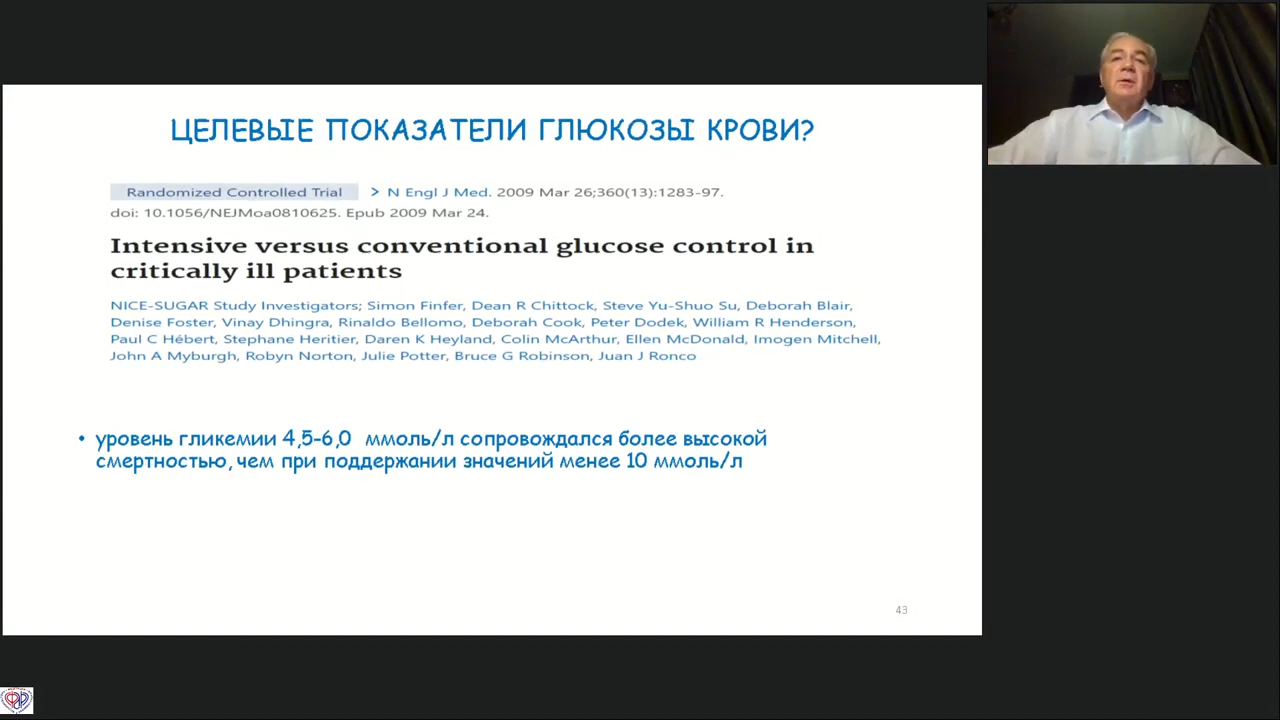 ЦЕЛЕВЫЕ ПОКАЗАТЕЛИ ГЛЮКОЗЫ КРОВИ?
Randomized Controlled Trial > N Engl J Med. 2009 Mar 26;360(13):1283-97.
doi: 10.1056/NEJMoa0810625. Epub 2009 Mar 24.
Intensive versus conventional glucose control in
critically ill patients
NICE-SUGAR Study Investigators; Simon Finfer, Dean R Chittock, Steve Yu-Shuo Su, Deborah Blair,
Denise Foster, Vinay Dhingra, Rinaldo Bellomo, Deborah Cook, Peter Dodek, William R Henderson,
Paul C Hébert, Stephane Heritier, Daren K Heyland, Colin McArthur, Ellen McDonald, Imogen Mitchell,
John A Myburgh, Robyn Norton, Julie Potter, Bruce G Robinson, Juan J Ronco
• уровень гликемии 4,5-6,0 ммоль/л сопровождался более высокой
смертностью, чем при поддержании значений менее 10 ммоль/л
43